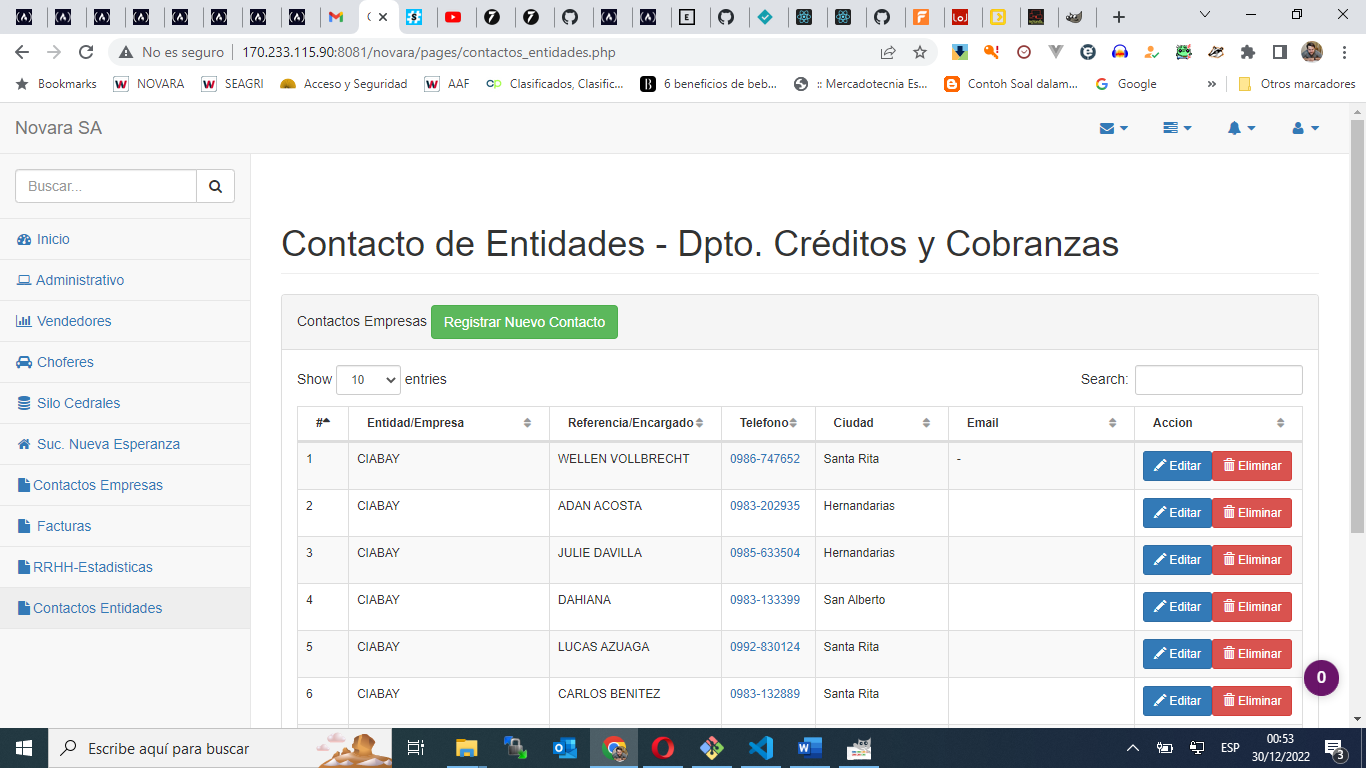 No es seguro 170.233.115.90:8081/novara/pages/contactos_entidades.php
Bookmarks NOVARA SEAGRI Acceso y Seguridad AAF Clasificados, Clasific... 6 beneficios de beb... :: Mercadotecnia Es... Contoh Soal dalam... Google » Otros marcadores
Novara SA
Buscar...
Inicio
Administrativo
Vendedores
Choferes
Silo Cedrales
Suc. Nueva Esperanza
Contactos Empresas
Facturas
RRHH-Estadisticas
Contactos Entidades
Contacto de Entidades - Dpto. Créditos y Cobranzas
Contactos Empresas Registrar Nuevo Contacto
Show 10 entries Search:
# Entidad/Empresa Referencia/Encargado Telefono Ciudad Email Accion
1 CIABAY WELLEN VOLLBRECHT 0986-747652 Santa Rita - Editar Eliminar
2 CIABAY ADAN ACOSTA 0983-202935 Hernandarias Editar Eliminar
3 CIABAY JULIE DAVILLA 0985-633504 Hernandarias Editar Eliminar
4 CIABAY DAHIANA 0983-133399 San Alberto Editar Eliminar
5 CIABAY LUCAS AZUAGA 0992-830124 Santa Rita Editar Eliminar
6 CIABAY CARLOS BENITEZ 0983-132889 Santa Rita Editar Eliminar
0
Escribe aquí para buscar
ESP
00:53
30/12/2022
3